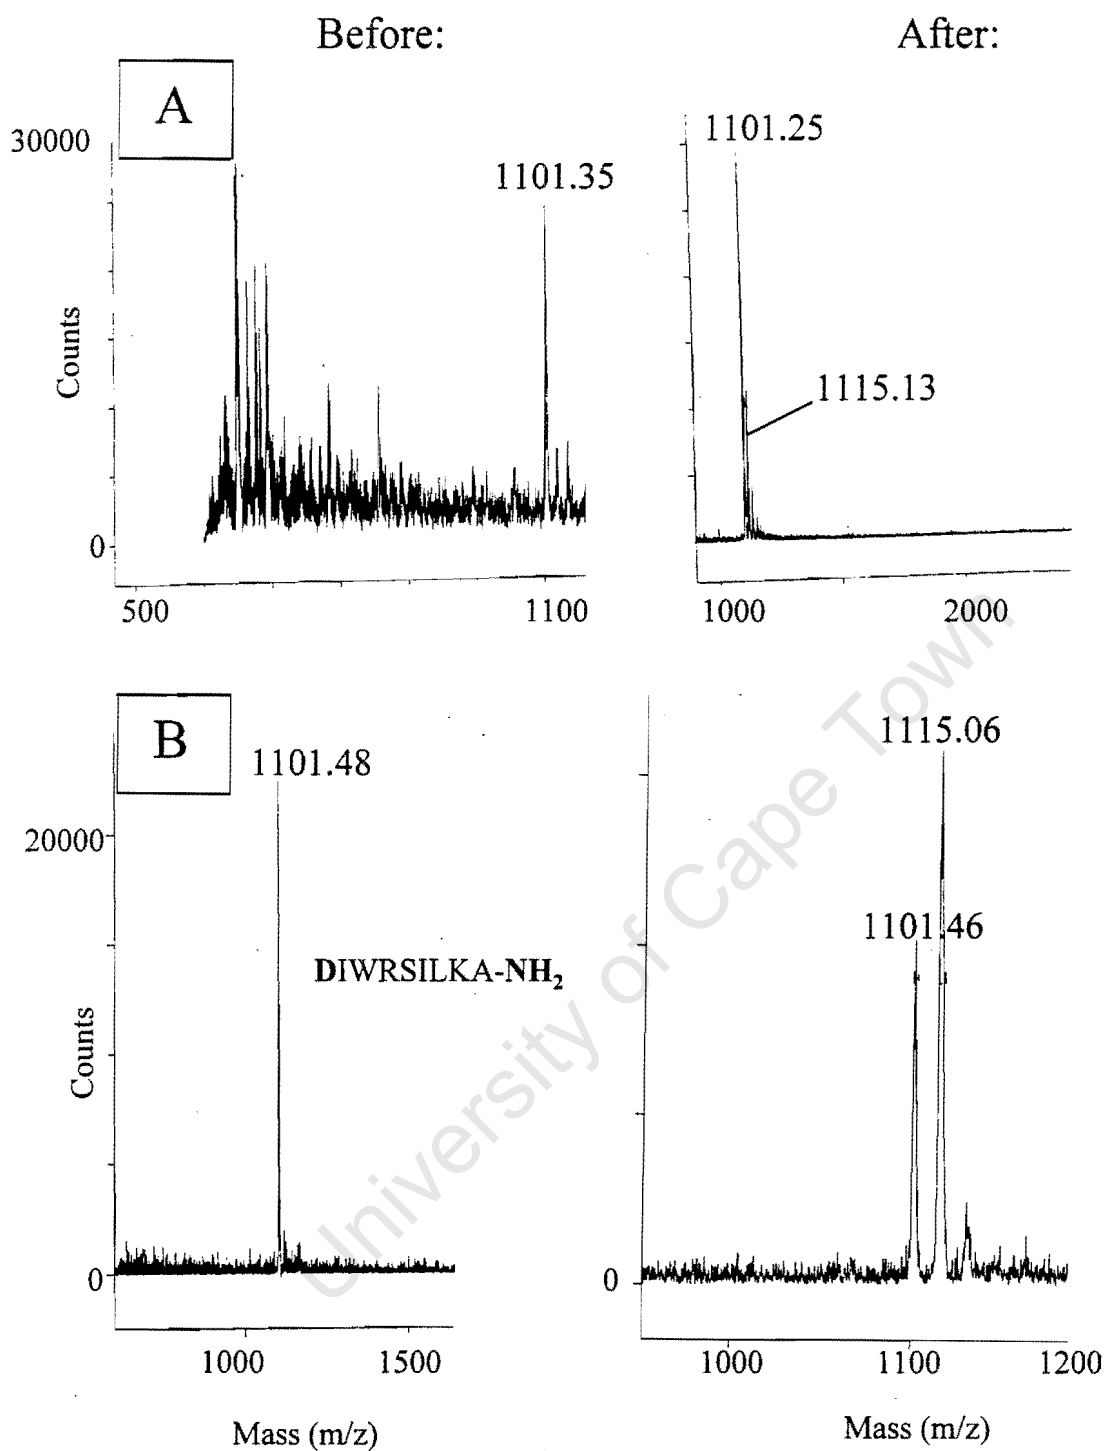 Before:
After:
A
30000
1101.35
1101.25
Counts
1115.13
0
500
1100
1000
2000
B
1101.48
1115.06
20000
1101.46
DIWRSILKA-NH₂
Counts
0
0
1000
1500
1000
1100
1200
Mass (m/z)
Mass (m/z)
University of Cape Town